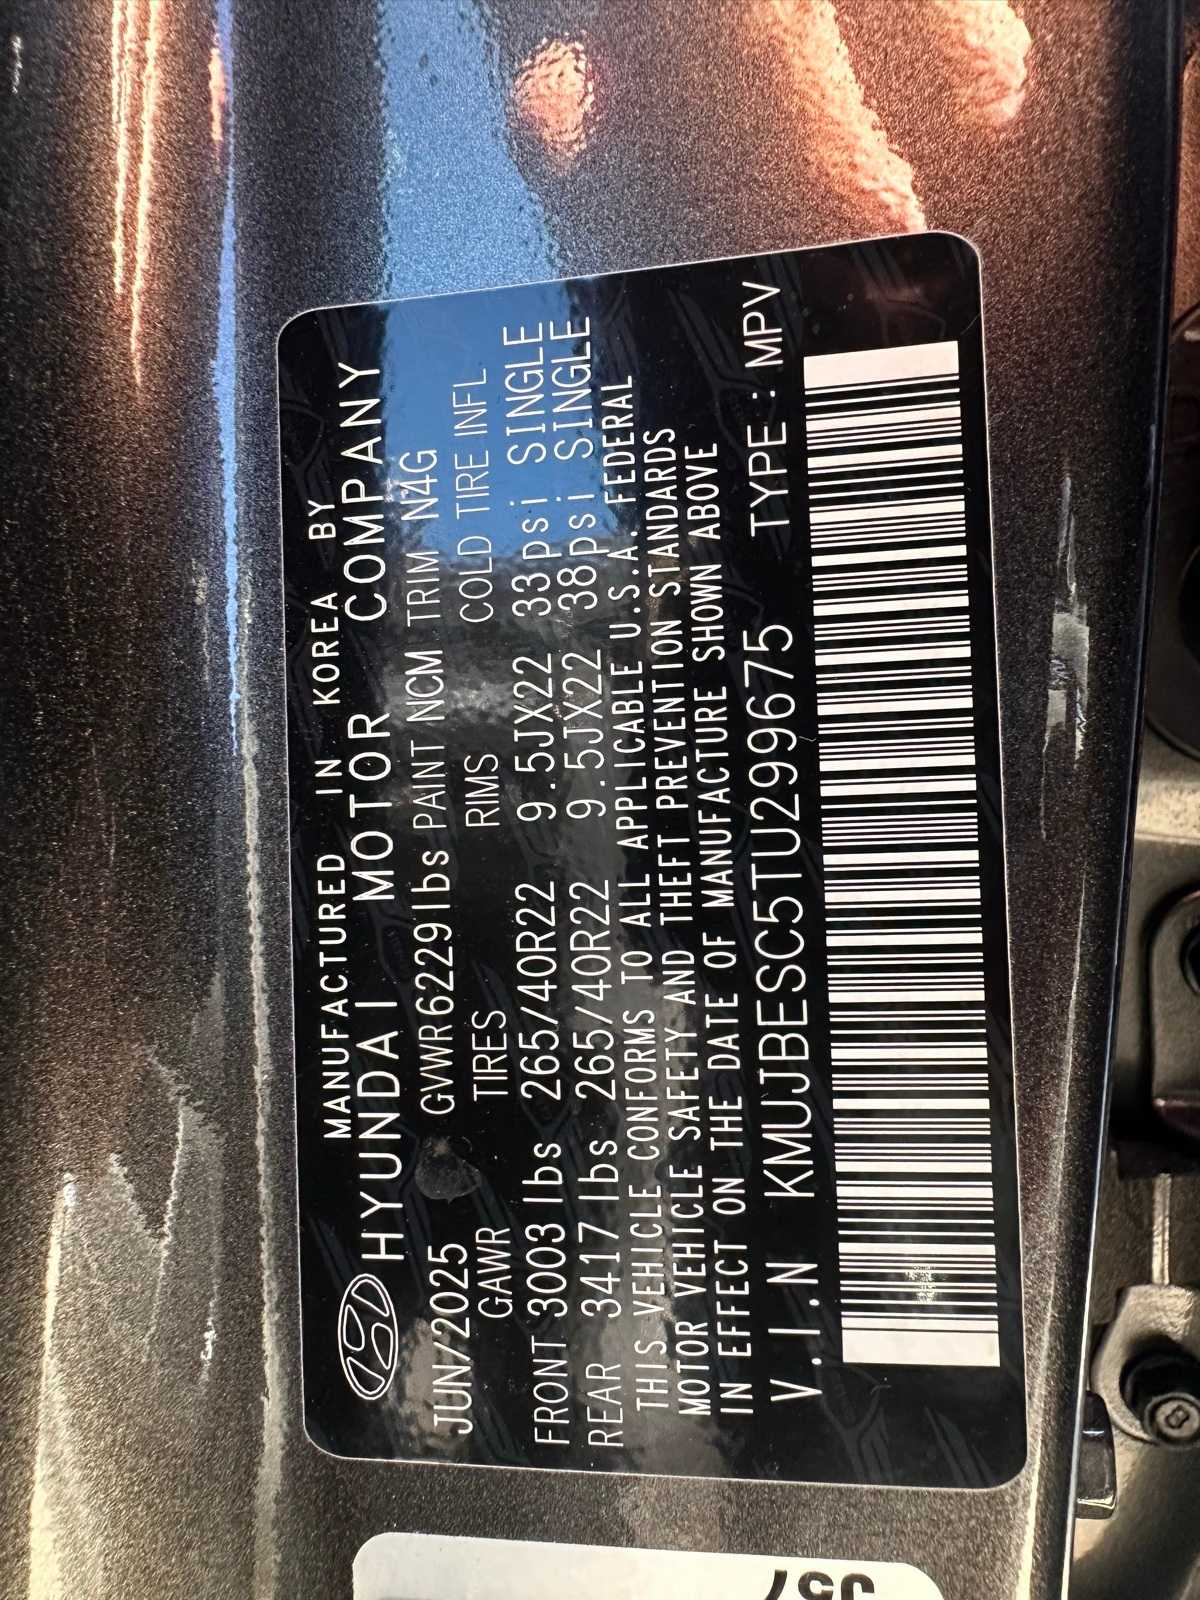 MANUFACTURED IN KOREA BY
HYUNDAI MOTOR COMPANY
JUN/2025 GVWR6229lbs PAINT NCM TRIM N4G
GAWR TIRES RIMS COLD TIRE INFL
FRONT 3003lbs 265/40R22 9.5JX22 33psi SINGLE
REAR 3417lbs 265/40R22 9.5JX22 38psi SINGLE
THIS VEHICLE CONFORMS TO ALL APPLICABLE U.S.A. FEDERAL
MOTOR VEHICLE SAFETY AND THEFT PREVENTION STANDARDS
IN EFFECT ON THE DATE OF MANUFACTURE SHOWN ABOVE
V.I.N KMUJBESC5TU299675 TYPE : MPV